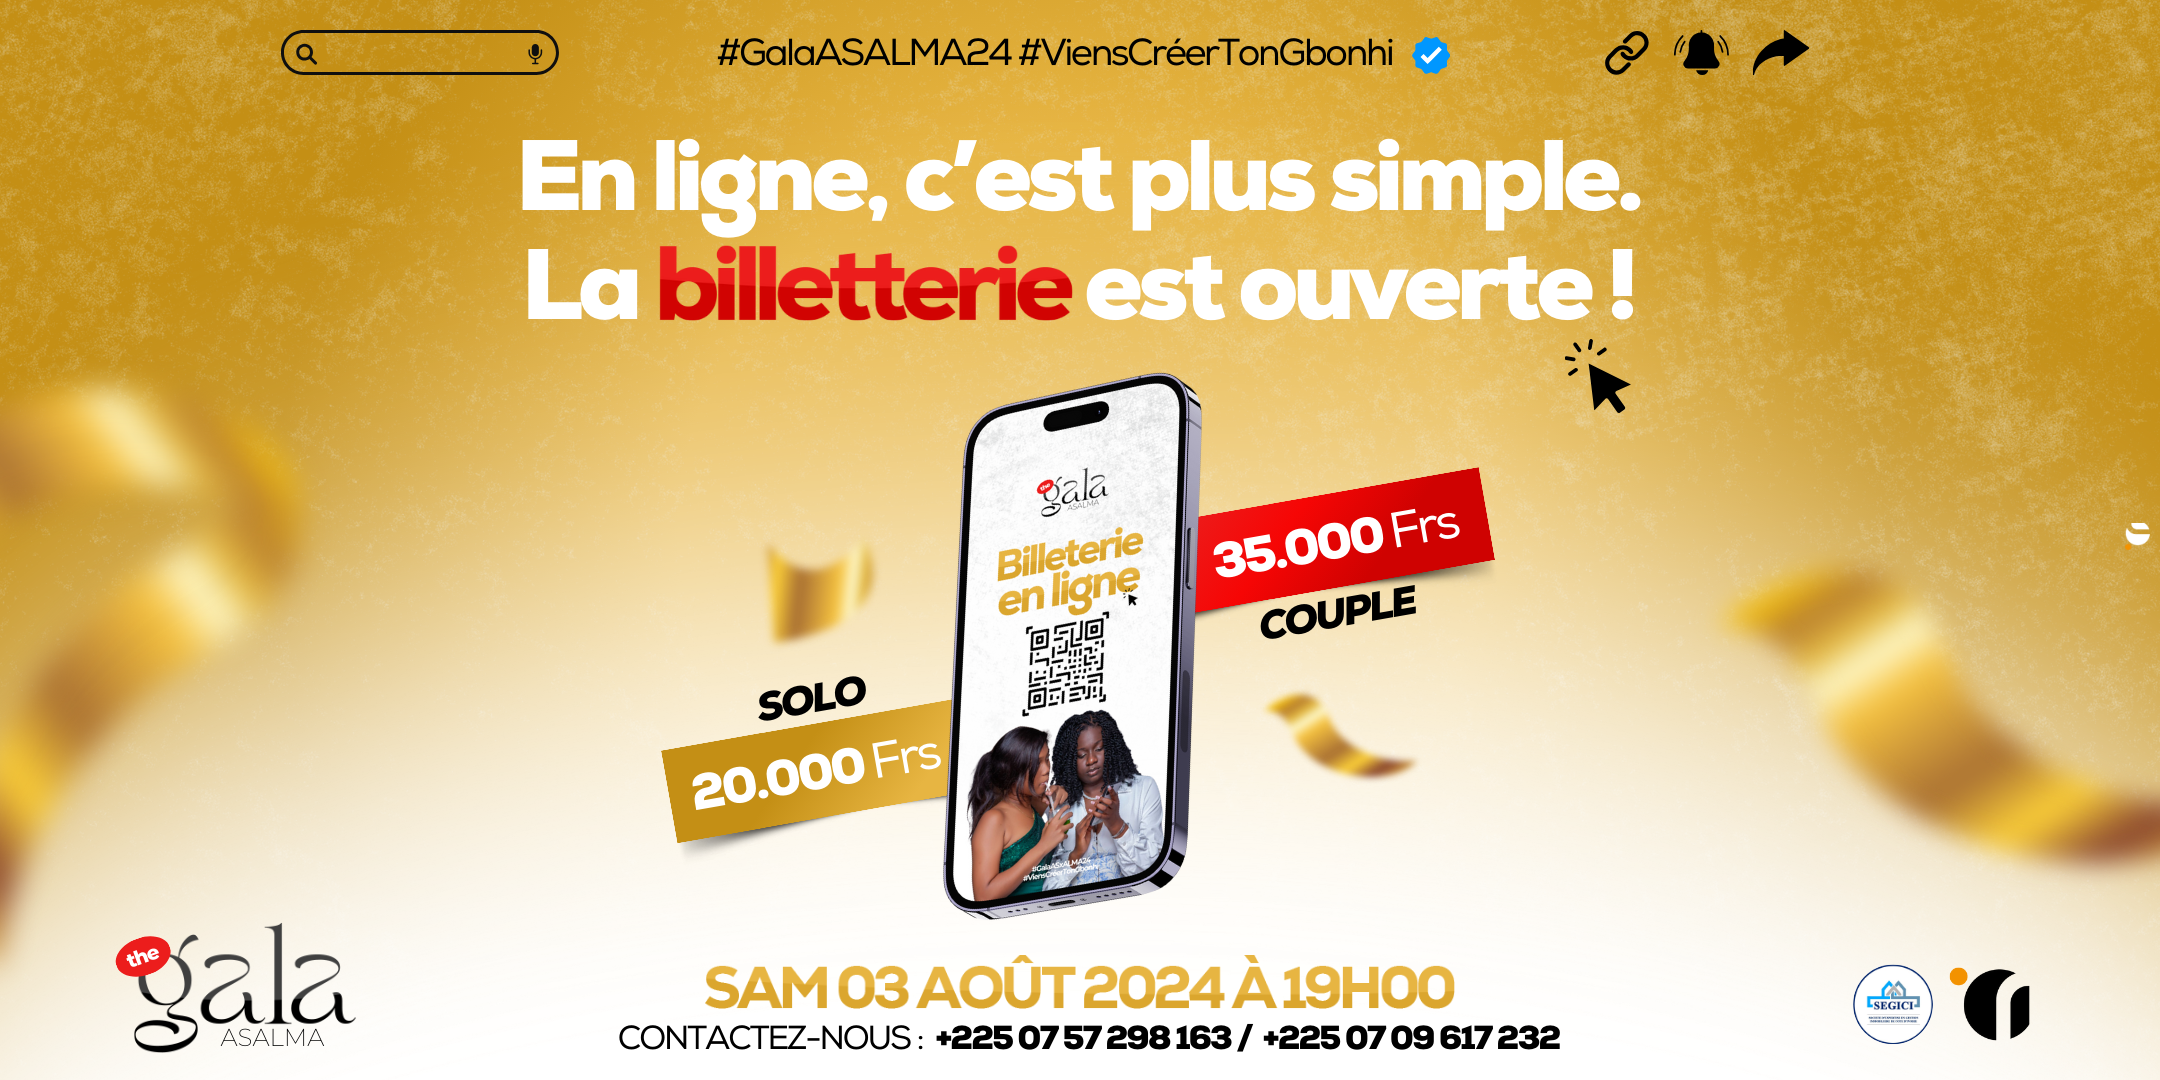 #GalaASALMA24 #ViensCréerTonGbonhi
En ligne, c'est plus simple.
La billetterie est ouverte !
the gala
ASALMA
Billeterie
en ligne
35.000 Frs
COUPLE
SOLO
20.000 Frs
#ViensCréerTonGbonhi
the gala
ASALMA
SAM 03 AOÛT 2024 À 19H00
CONTACTEZ-NOUS : +225 07 57 298 163 / +225 07 09 617 232
SEGICI